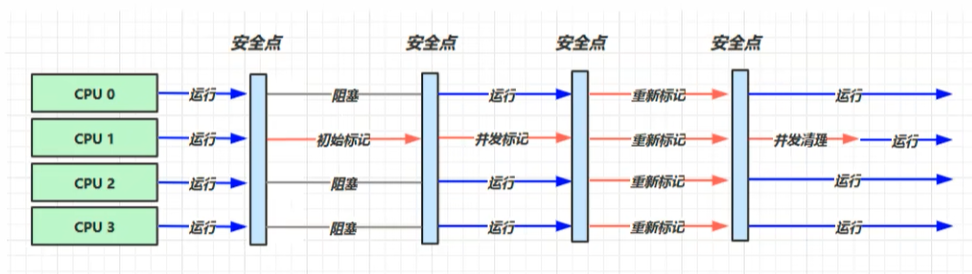 安全点 安全点 安全点 安全点
CPU 0 运行 阻塞 运行 重新标记 运行
CPU 1 运行 初始标记 并发标记 重新标记 并发清理 运行
CPU 2 运行 阻塞 运行 重新标记 运行
CPU 3 运行 阻塞 运行 重新标记 运行